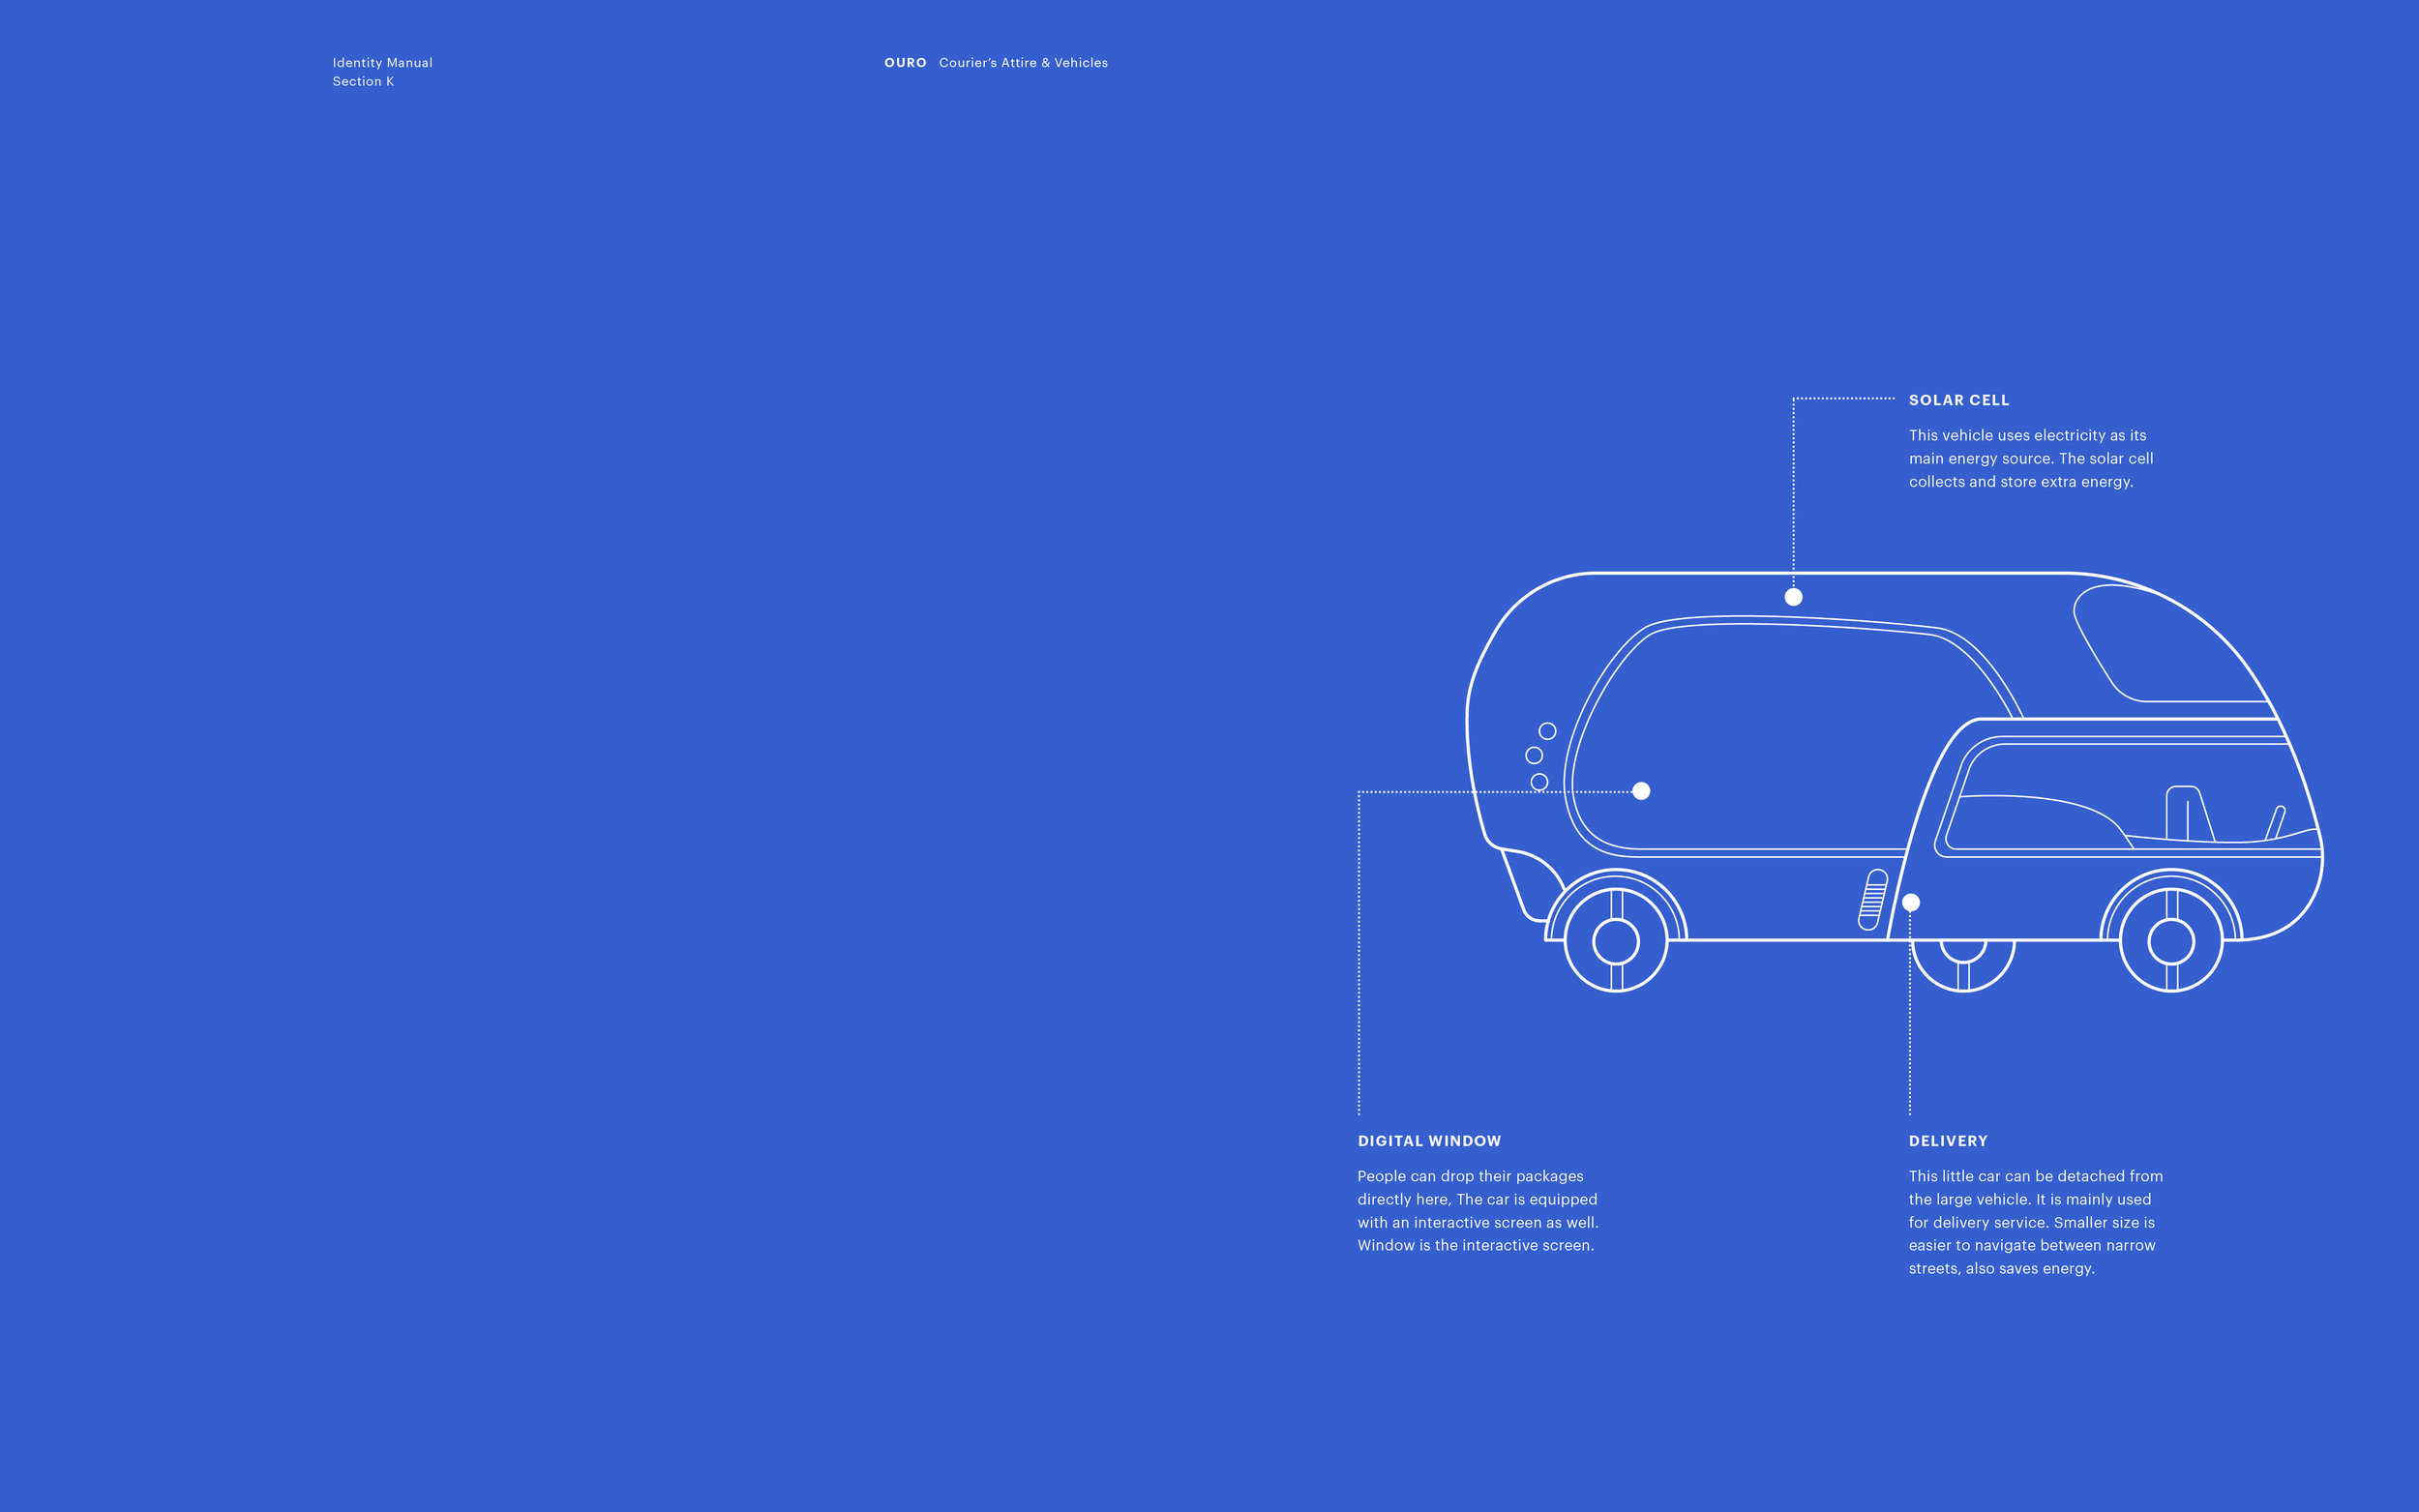 Identity Manual
Section K
OURO Courier’s Attire & Vehicles
SOLAR CELL
This vehicle uses electricity as its
main energy source. The solar cell
collects and store extra energy.
DIGITAL WINDOW
People can drop their packages
directly here, The car is equipped
with an interactive screen as well.
Window is the interactive screen.
DELIVERY
This little car can be detached from
the large vehicle. It is mainly used
for delivery service. Smaller size is
easier to navigate between narrow
streets, also saves energy.